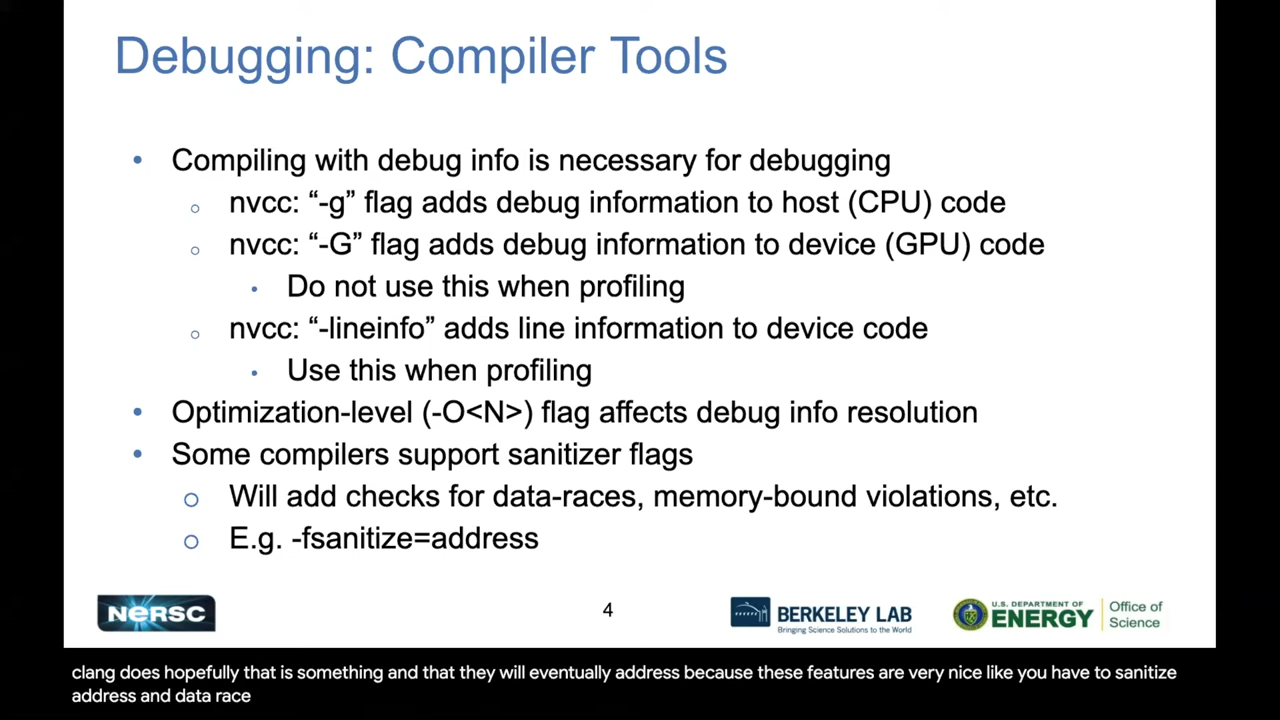 Debugging: Compiler Tools
• Compiling with debug info is necessary for debugging
○ nvcc: “-g” flag adds debug information to host (CPU) code
○ nvcc: “-G” flag adds debug information to device (GPU) code
• Do not use this when profiling
○ nvcc: “-lineinfo” adds line information to device code
• Use this when profiling
• Optimization-level (-O<N>) flag affects debug info resolution
• Some compilers support sanitizer flags
○ Will add checks for data-races, memory-bound violations, etc.
○ E.g. -fsanitize=address
NERSC
4
BERKELEY LAB
Bringing Science Solutions to the World
U.S. DEPARTMENT OF
ENERGY
Office of
Science
clang does hopefully that is something and that they will eventually address because these features are very nice like you have to sanitize
address and data race